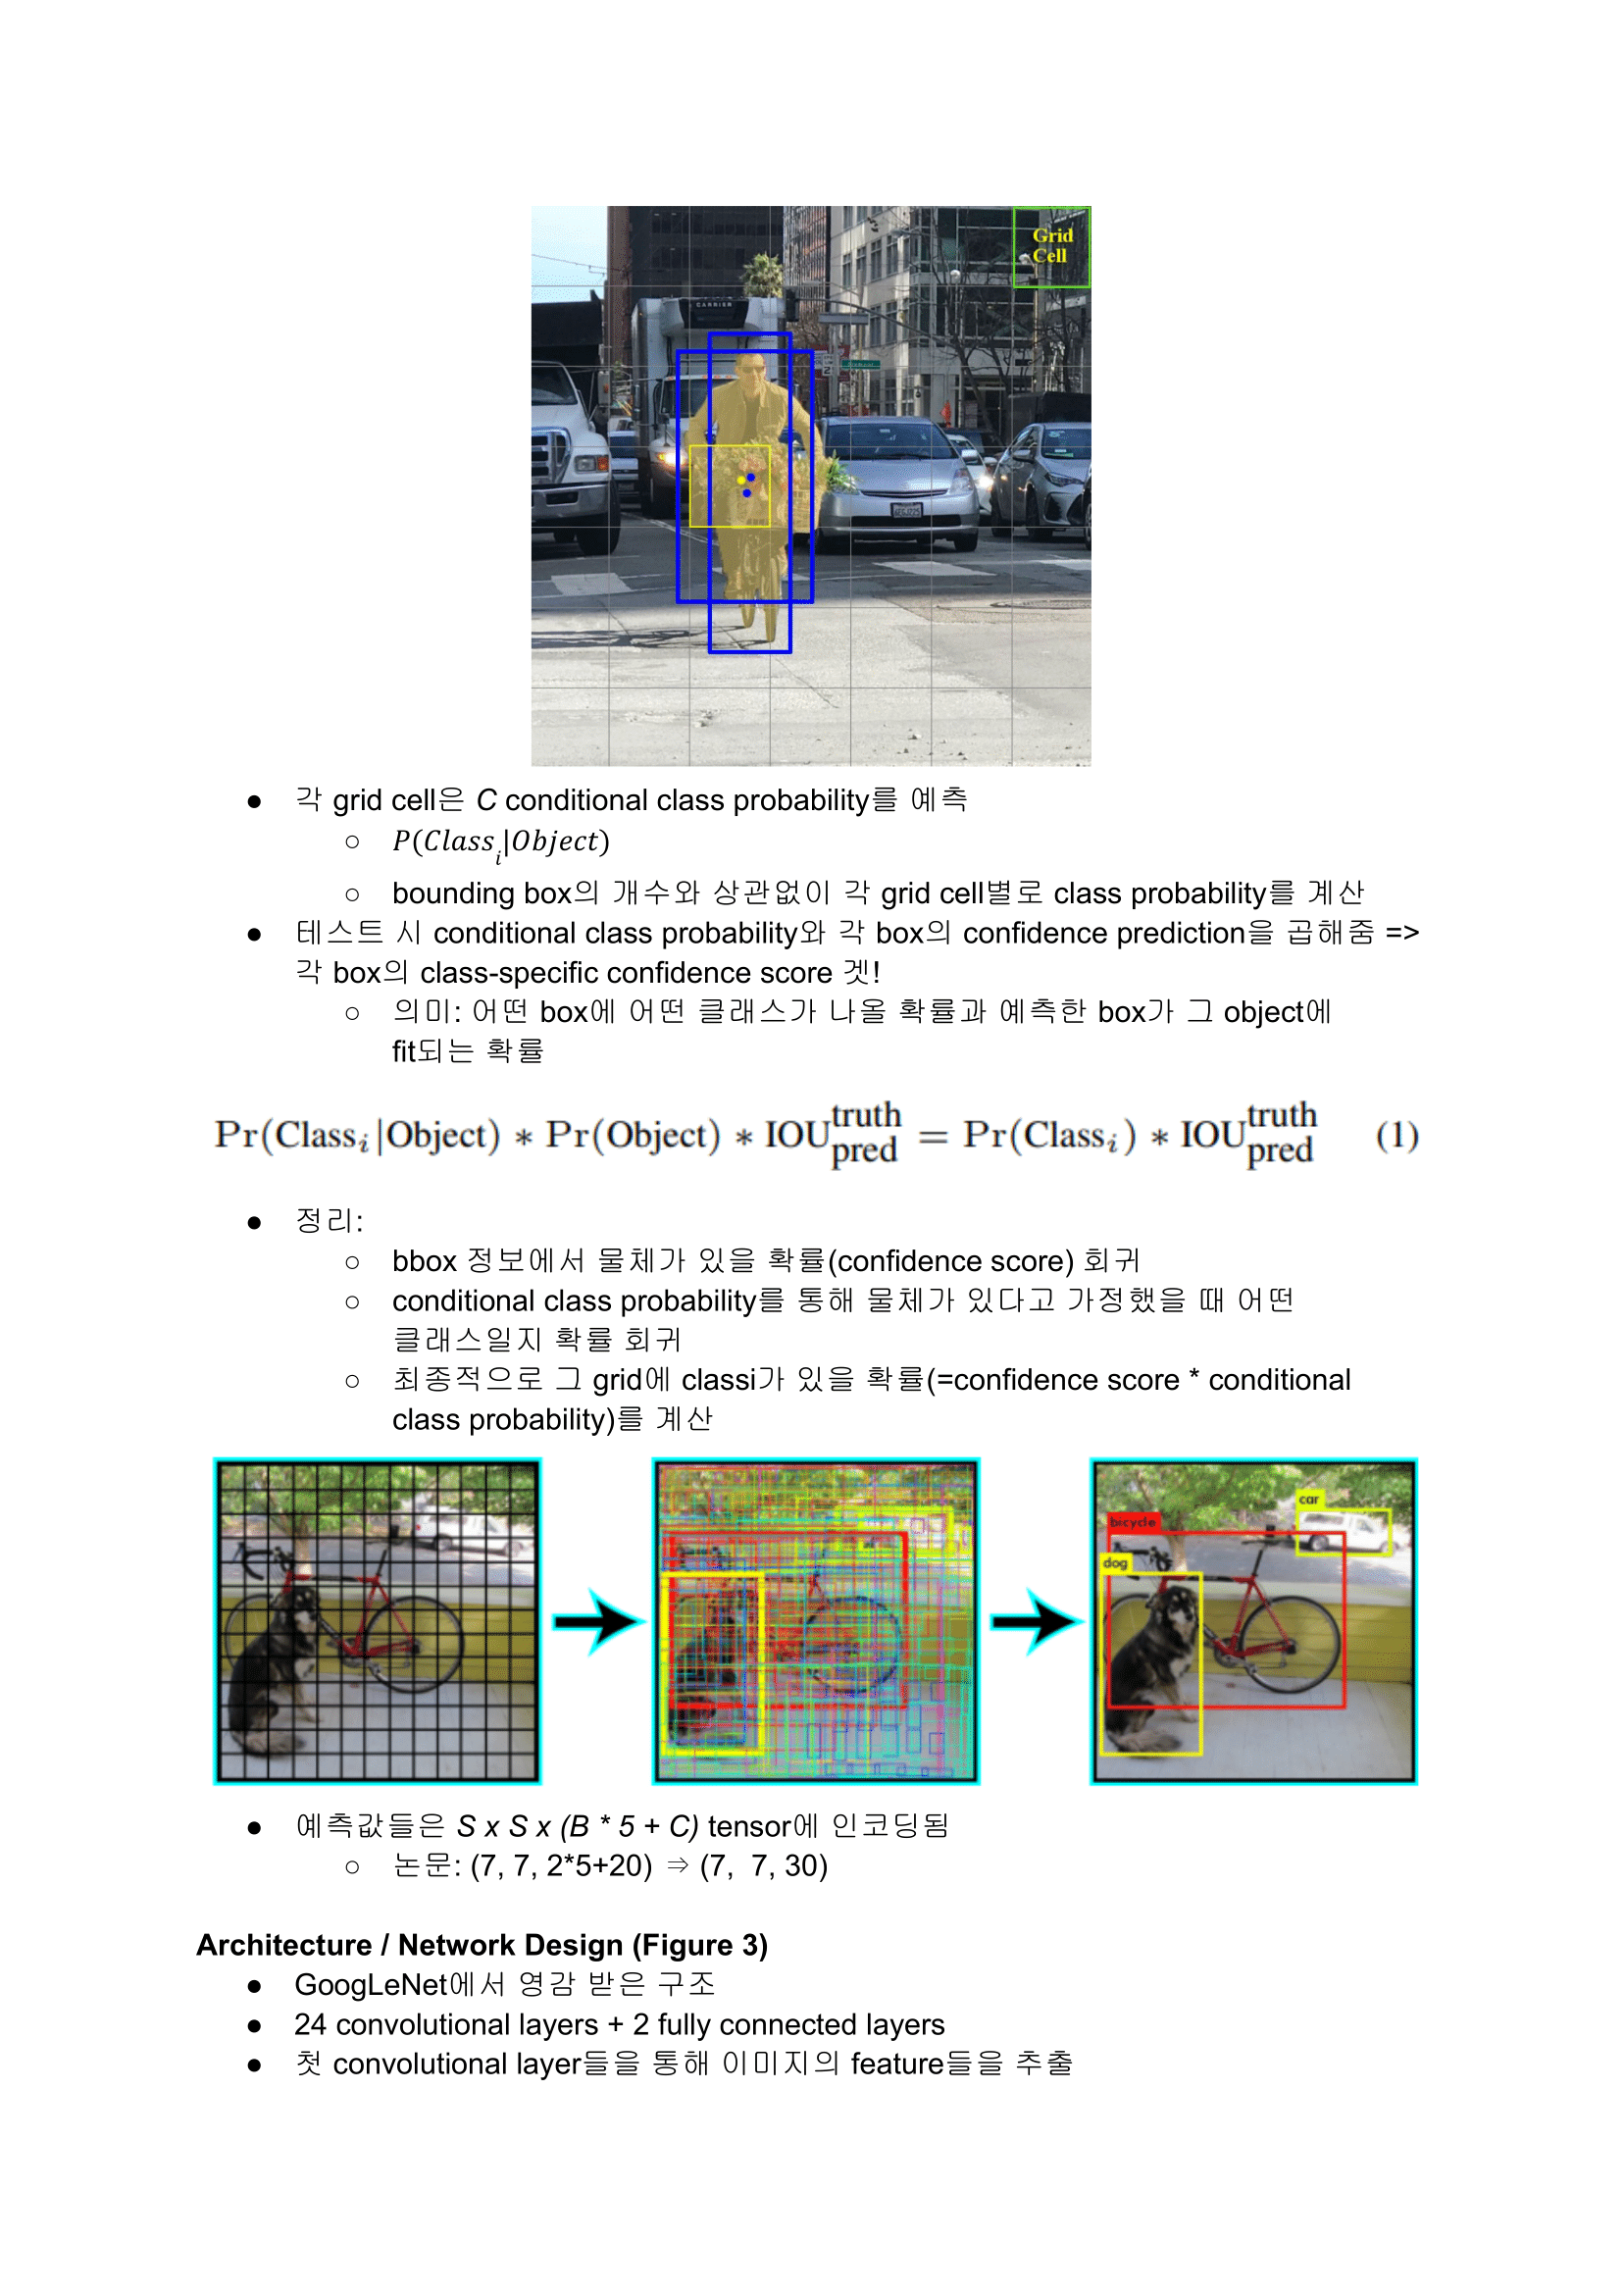 Grid
Cell
CARRIER
● 각 grid cell은 C conditional class probability를 예측
○ P(Class_i|Object)
○ bounding box의 개수와 상관없이 각 grid cell별로 class probability를 계산
● 테스트 시 conditional class probability와 각 box의 confidence prediction을 곱해줌 =>
각 box의 class-specific confidence score 겟!
○ 의미: 어떤 box에 어떤 클래스가 나올 확률과 예측한 box가 그 object에
fit되는 확률
Pr(Class_i|Object) * Pr(Object) * IOU^truth_pred = Pr(Class_i) * IOU^truth_pred (1)
● 정리:
○ bbox 정보에서 물체가 있을 확률(confidence score) 회귀
○ conditional class probability를 통해 물체가 있다고 가정했을 때 어떤
클래스일지 확률 회귀
○ 최종적으로 그 grid에 classi가 있을 확률(=confidence score * conditional
class probability)를 계산
car
bicycle
dog
● 예측값들은 S x S x (B * 5 + C) tensor에 인코딩됨
○ 논문: (7, 7, 2*5+20) ⇒ (7, 7, 30)
Architecture / Network Design (Figure 3)
● GoogLeNet에서 영감 받은 구조
● 24 convolutional layers + 2 fully connected layers
● 첫 convolutional layer들을 통해 이미지의 feature들을 추출